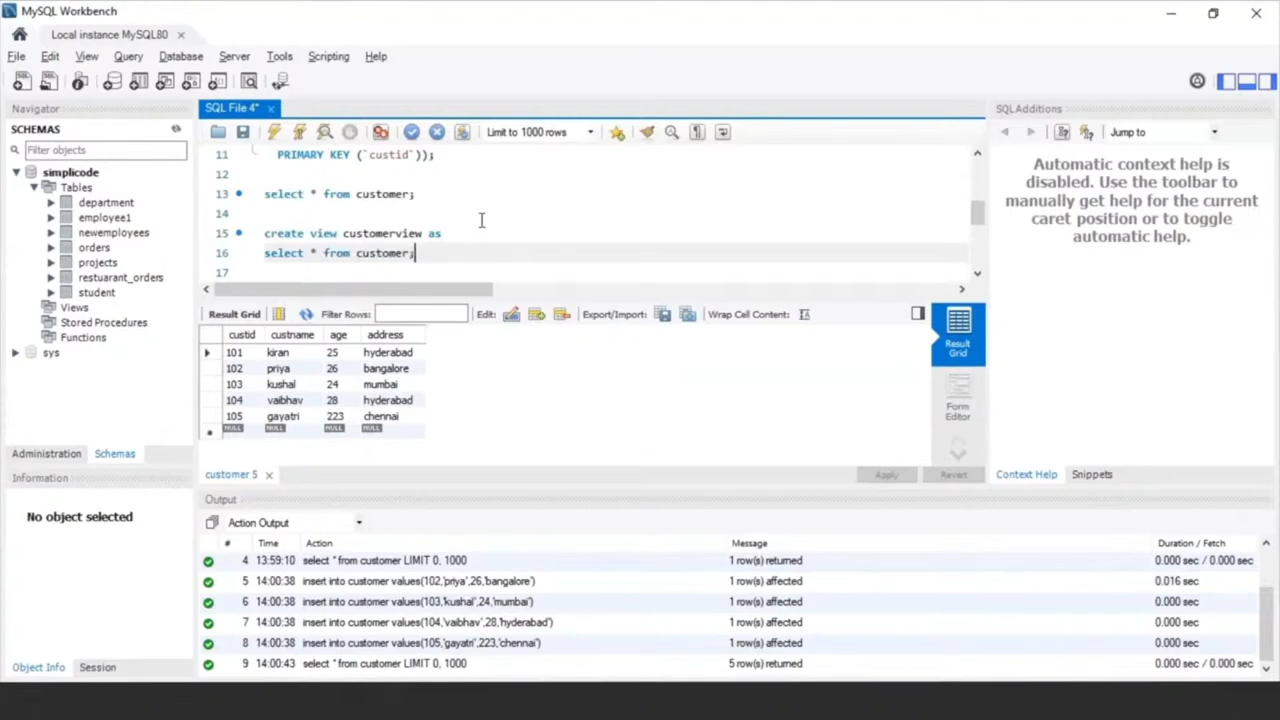 MySQL Workbench
Local instance MySQL80
File Edit View Query Database Server Tools Scripting Help
Navigator
SCHEMAS
Filter objects
simplicode
Tables
department
employee1
newemployees
orders
projects
restuarant_orders
student
Views
Stored Procedures
Functions
sys
Administration Schemas
Information
No object selected
Object Info Session
SQL File 4*
Limit to 1000 rows
11 PRIMARY KEY (`custid`));
12
13 select * from customer;
14
15 create view customerview as
16 select * from customer;
17
Result Grid Filter Rows: Edit: Export/Import: Wrap Cell Content:
custid custname age address
101 kiran 25 hyderabad
102 priya 26 bangalore
103 kushal 24 mumbai
104 vaibhav 28 hyderabad
105 gayatri 223 chennai
NULL NULL NULL NULL
Result
Grid
Form
Editor
customer 5
Apply Revert
SQLAdditions
Jump to
Automatic context help is
disabled. Use the toolbar to
manually get help for the current
caret position or to toggle
automatic help.
Context Help Snippets
Output
Action Output
# Time Action Message Duration / Fetch
4 13:59:10 select * from customer LIMIT 0, 1000 1 row(s) returned 0.000 sec / 0.000 sec
5 14:00:38 insert into customer values(102,'priya',26,'bangalore') 1 row(s) affected 0.016 sec
6 14:00:38 insert into customer values(103,'kushal',24,'mumbai') 1 row(s) affected 0.000 sec
7 14:00:38 insert into customer values(104,'vaibhav',28,'hyderabad') 1 row(s) affected 0.000 sec
8 14:00:38 insert into customer values(105,'gayatri',223,'chennai') 1 row(s) affected 0.000 sec
9 14:00:43 select * from customer LIMIT 0, 1000 5 row(s) returned 0.000 sec / 0.000 sec